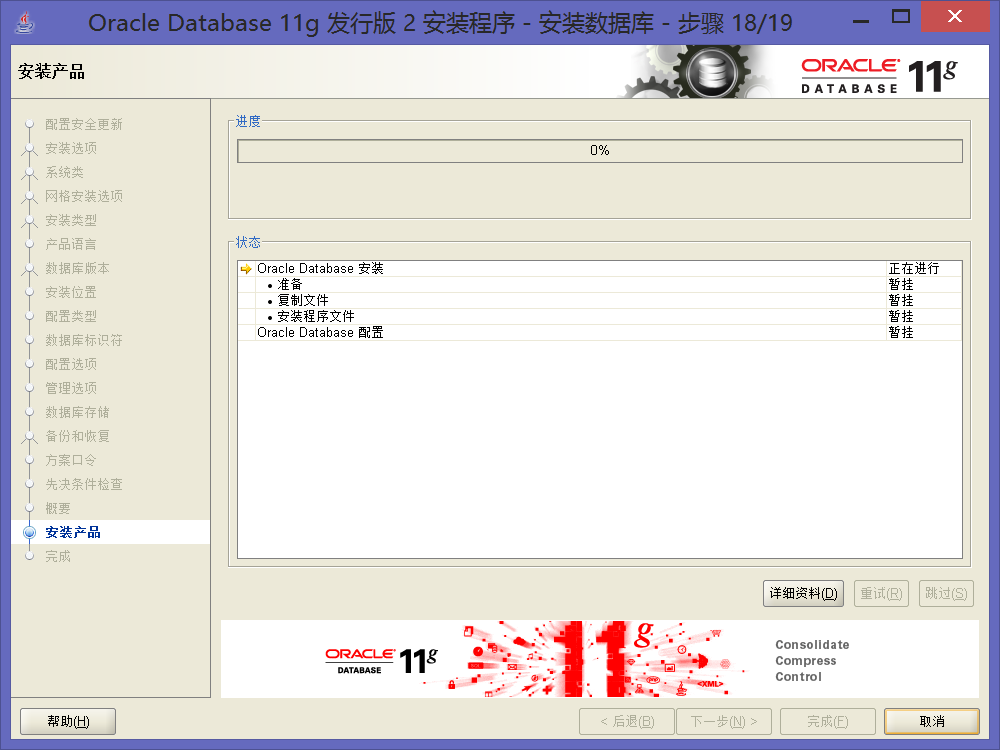 Oracle Database 11g 发行版 2 安装程序 - 安装数据库 - 步骤 18/19
安装产品
ORACLE
DATABASE
11g
配置安全更新
安装选项
系统类
网格安装选项
安装类型
产品语言
数据库版本
安装位置
配置类型
数据库标识符
配置选项
管理选项
数据库存储
备份和恢复
方案口令
先决条件检查
概要
安装产品
完成
进度
0%
状态
Oracle Database 安装 正在进行
• 准备 暂挂
• 复制文件 暂挂
• 安装程序文件 暂挂
Oracle Database 配置 暂挂
详细资料(D) 重试(R) 跳过(S)
ORACLE
DATABASE
11g
11g
<XML>
Consolidate
Compress
Control
帮助(H) < 后退(B) 下一步(N) > 完成(F) 取消